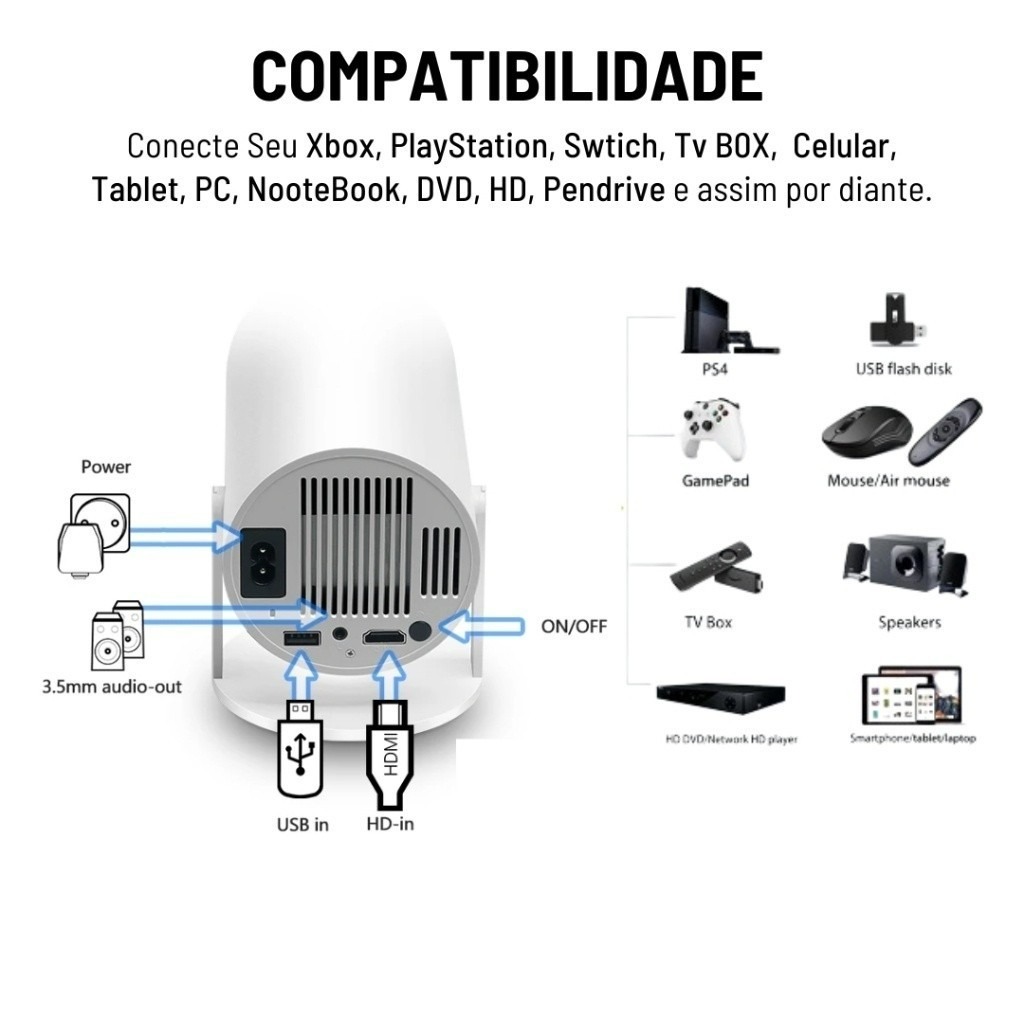 COMPATIBILIDADE
Conecte Seu Xbox, PlayStation, Swtich, Tv BOX, Celular,
Tablet, PC, NooteBook, DVD, HD, Pendrive e assim por diante.
Power
3.5mm audio-out
ON/OFF
HDMI
USB in
HD-in
PS4
USB flash disk
GamePad
Mouse/Air mouse
TV Box
Speakers
HD DVD/Network HD player
Smartphone/tablet/laptop